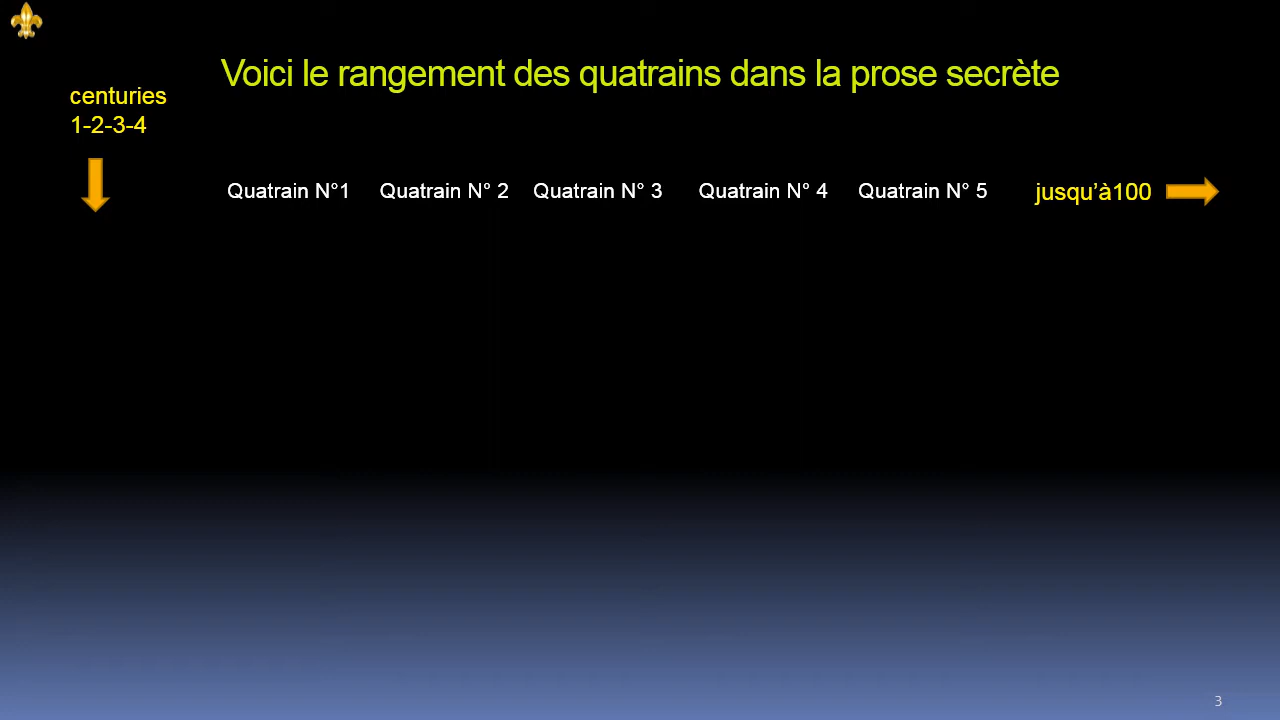 Voici le rangement des quatrains dans la prose secrète
centuries
1-2-3-4
Quatrain N°1 Quatrain N° 2 Quatrain N° 3 Quatrain N° 4 Quatrain N° 5 jusqu’à100
3